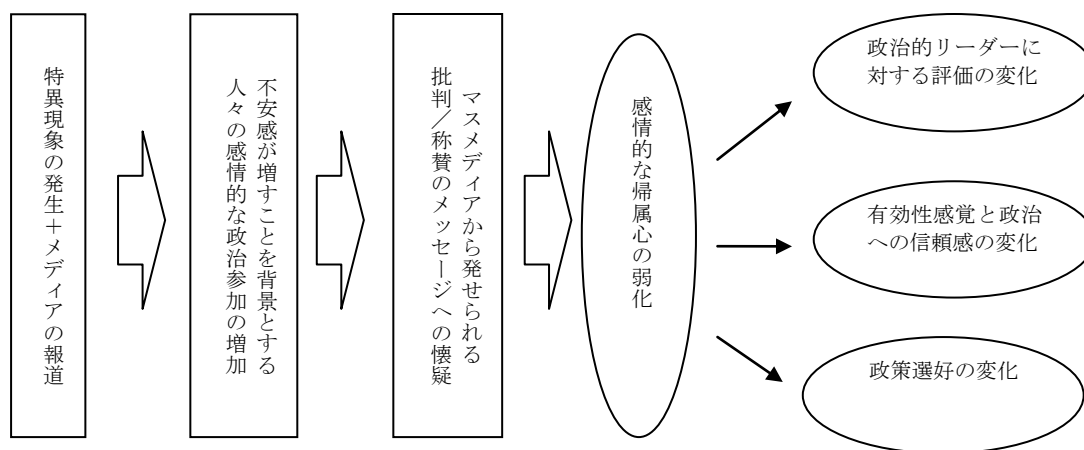 特異現象の発生+メディアの報道
不安感が増すことを背景とする
人々の感情的な政治参加の増加
マスメディアから発せられる
批判/称賛のメッセージへの懐疑
感情的な帰属心の弱化
政治的リーダーに
対する評価の変化
有効性感覚と政治
への信頼感の変化
政策選好の変化